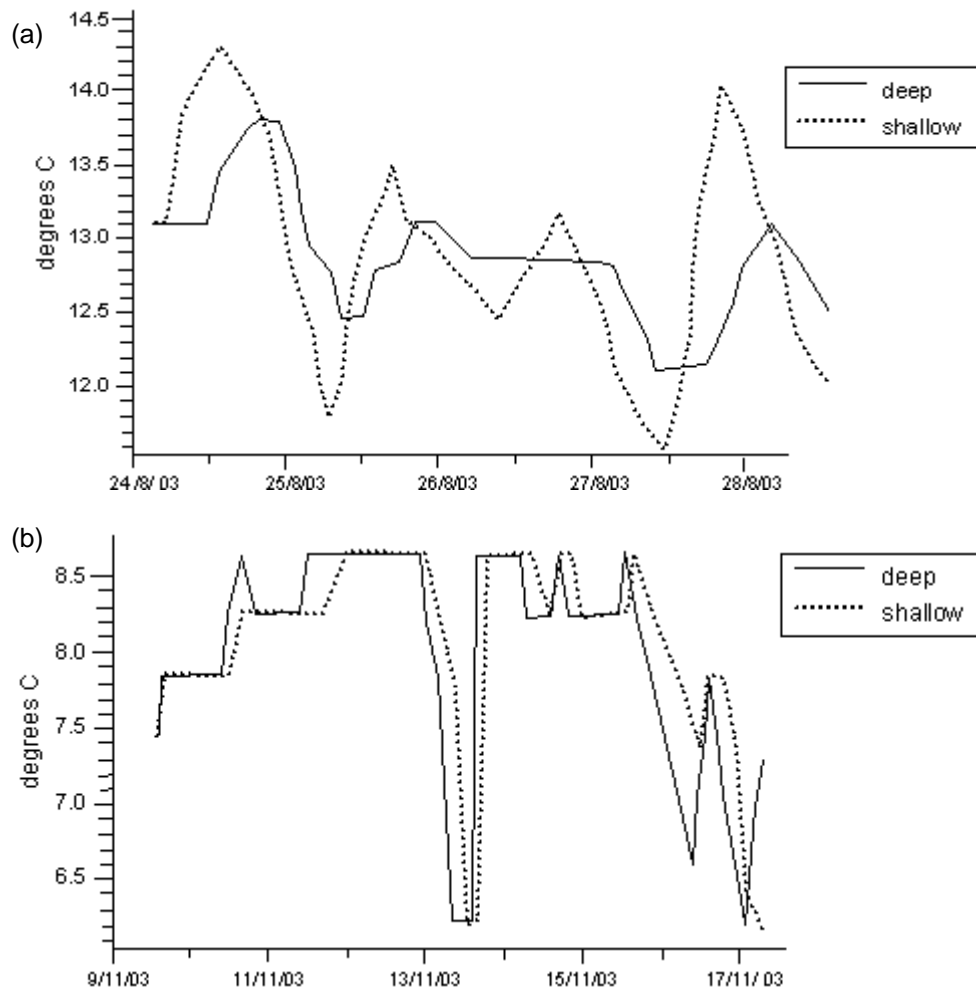 (a)
14.5
14.0
13.5
13.0
12.5
12.0
degrees C
24/8/ 03 25/8/03 26/8/03 27/8/03 28/8/03
deep
shallow
(b)
8.5
8.0
7.5
7.0
6.5
degrees C
9/11/03 11/11/03 13/11/03 15/11/03 17/11/ 03
deep
shallow